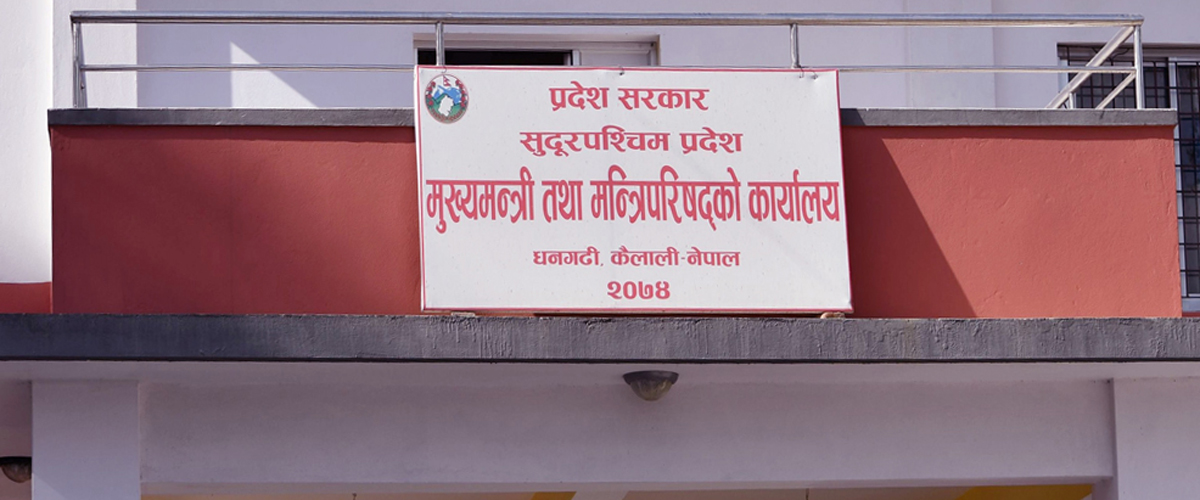 प्रदेश सरकार
सुदूरपश्चिम प्रदेश
मुख्यमन्त्री तथा मन्त्रिपरिषद्को कार्यालय
धनगढी, कैलाली-नेपाल
२०७४